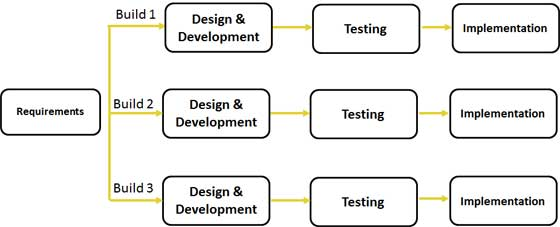 Build 1
Design &
Development
Testing
Implementation
Requirements
Build 2
Design &
Development
Testing
Implementation
Build 3
Design &
Development
Testing
Implementation